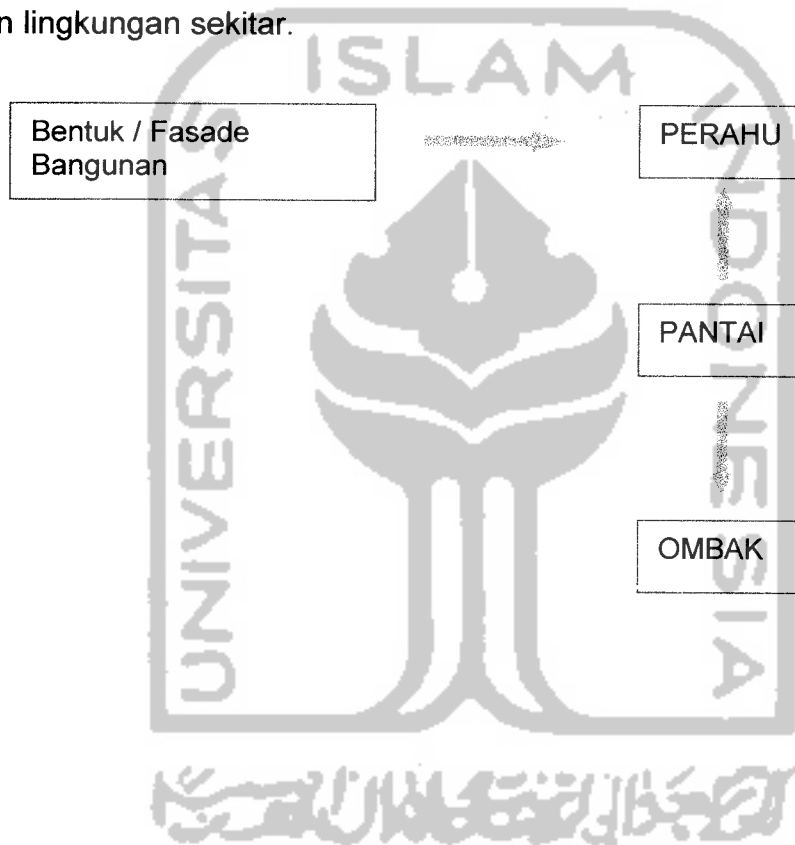 n lingkungan sekitar.
ISLAM
Bentuk / Fasade
Bangunan
PERAHU
UNIVERSITAS
INDONESIA
PANTAI
OMBAK